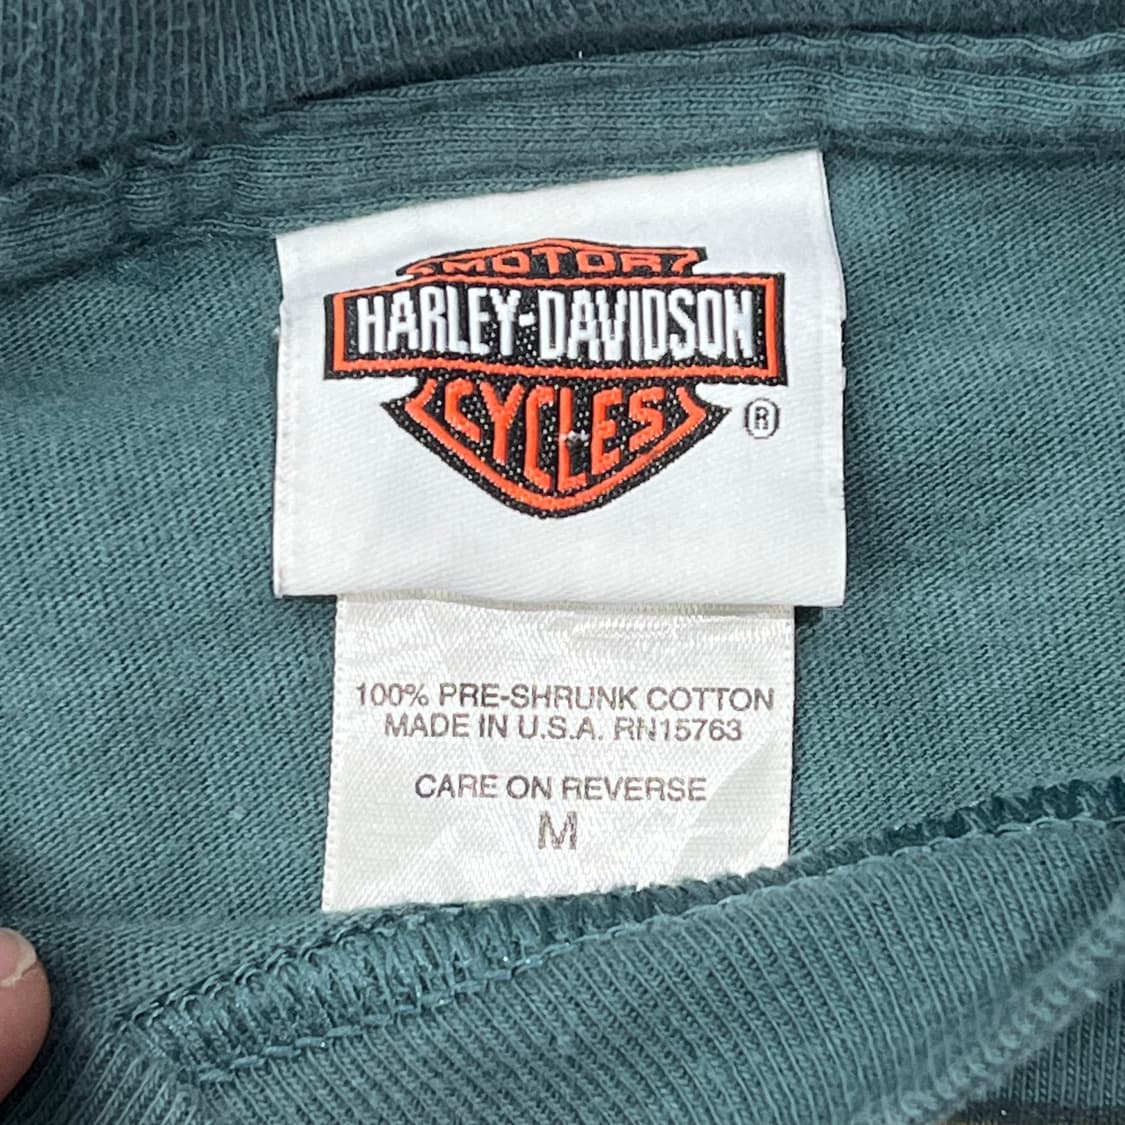 MOTOR
HARLEY-DAVIDSON
CYCLES
®
100% PRE-SHRUNK COTTON
MADE IN U.S.A. RN15763
CARE ON REVERSE
M